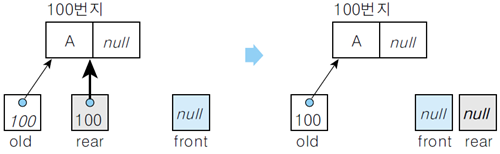 100번지
A null
100 100 null
old rear front
100번지
A null
100 null null
old front rear